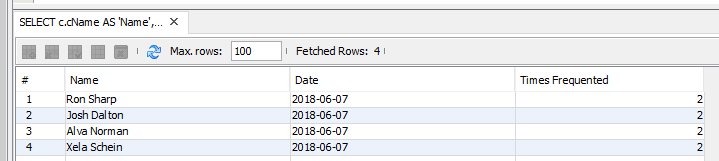 SELECT c.cName AS 'Name',... ×
Max. rows: 100 Fetched Rows: 4
# Name Date Times Frequented
1 Ron Sharp 2018-06-07 2
2 Josh Dalton 2018-06-07 2
3 Alva Norman 2018-06-07 2
4 Xela Schein 2018-06-07 2